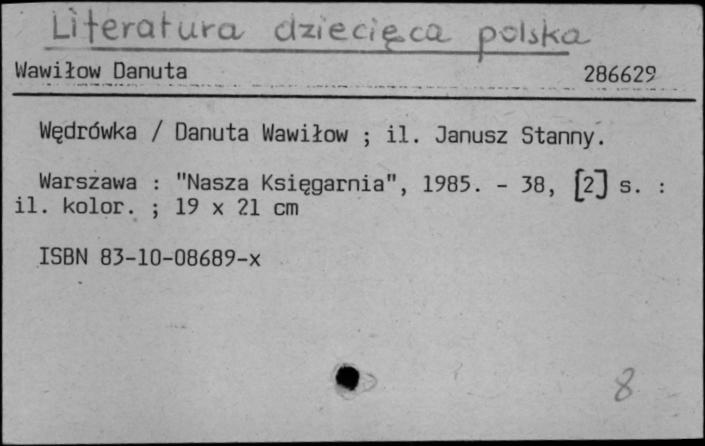 Literatura dziecięca polska
Wawiłow Danuta 286629
Wędrówka / Danuta Wawiłow ; il. Janusz Stanny.
Warszawa : "Nasza Księgarnia", 1985. - 38, [2] s. :
il. kolor. ; 19 x 21 cm
ISBN 83-10-08689-x
8